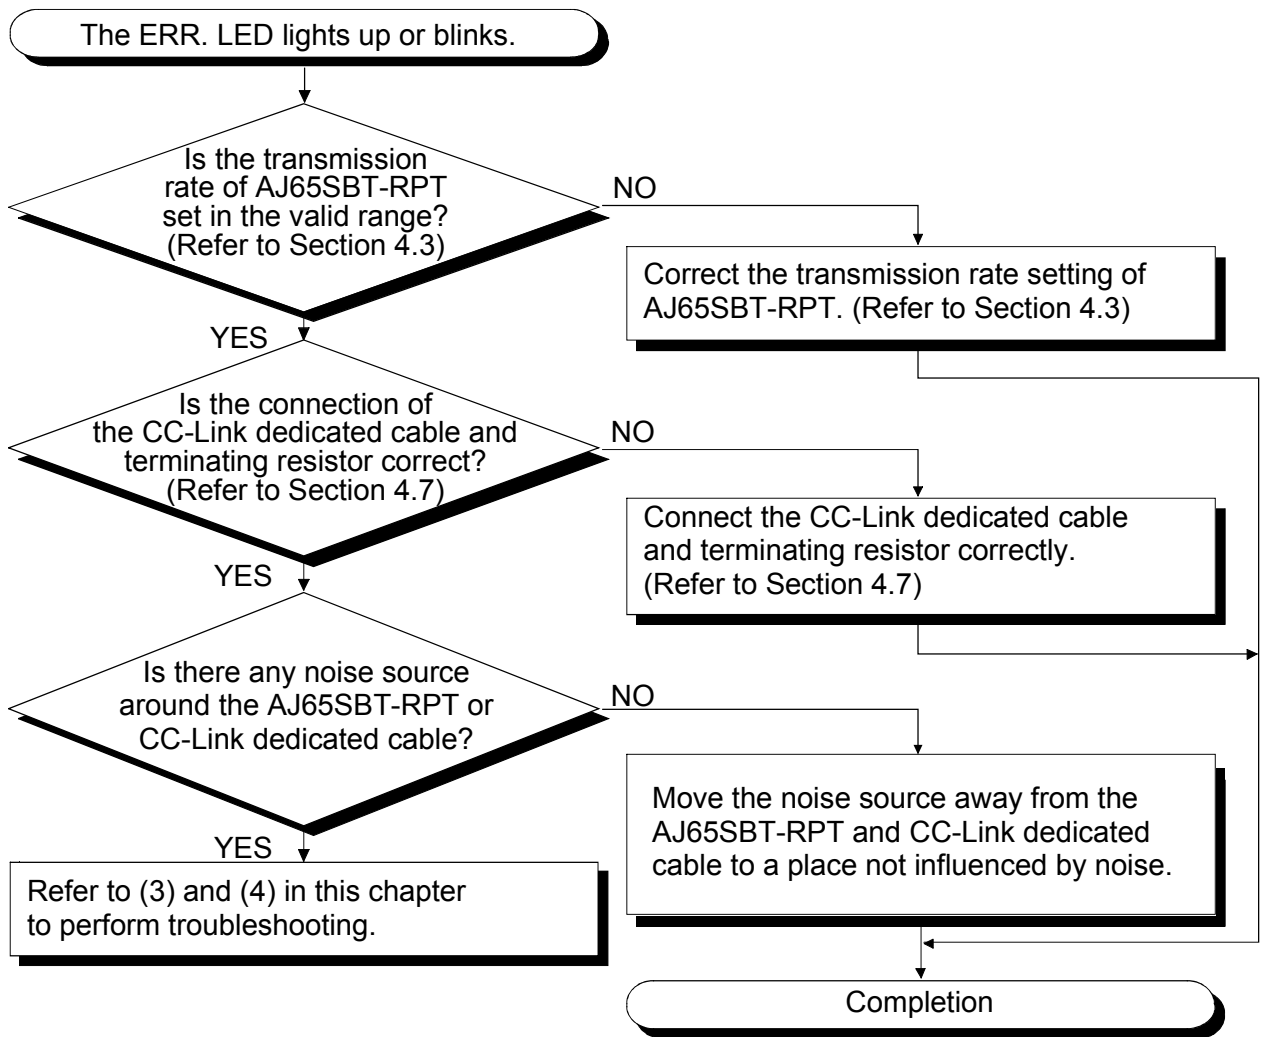 The ERR. LED lights up or blinks.
Is the transmission
rate of AJ65SBT-RPT
set in the valid range?
(Refer to Section 4.3)
NO
Correct the transmission rate setting of
AJ65SBT-RPT. (Refer to Section 4.3)
YES
Is the connection of
the CC-Link dedicated cable and
terminating resistor correct?
(Refer to Section 4.7)
NO
Connect the CC-Link dedicated cable
and terminating resistor correctly.
(Refer to Section 4.7)
YES
Is there any noise source
around the AJ65SBT-RPT or
CC-Link dedicated cable?
NO
Move the noise source away from the
AJ65SBT-RPT and CC-Link dedicated
cable to a place not influenced by noise.
YES
Refer to (3) and (4) in this chapter
to perform troubleshooting.
Completion